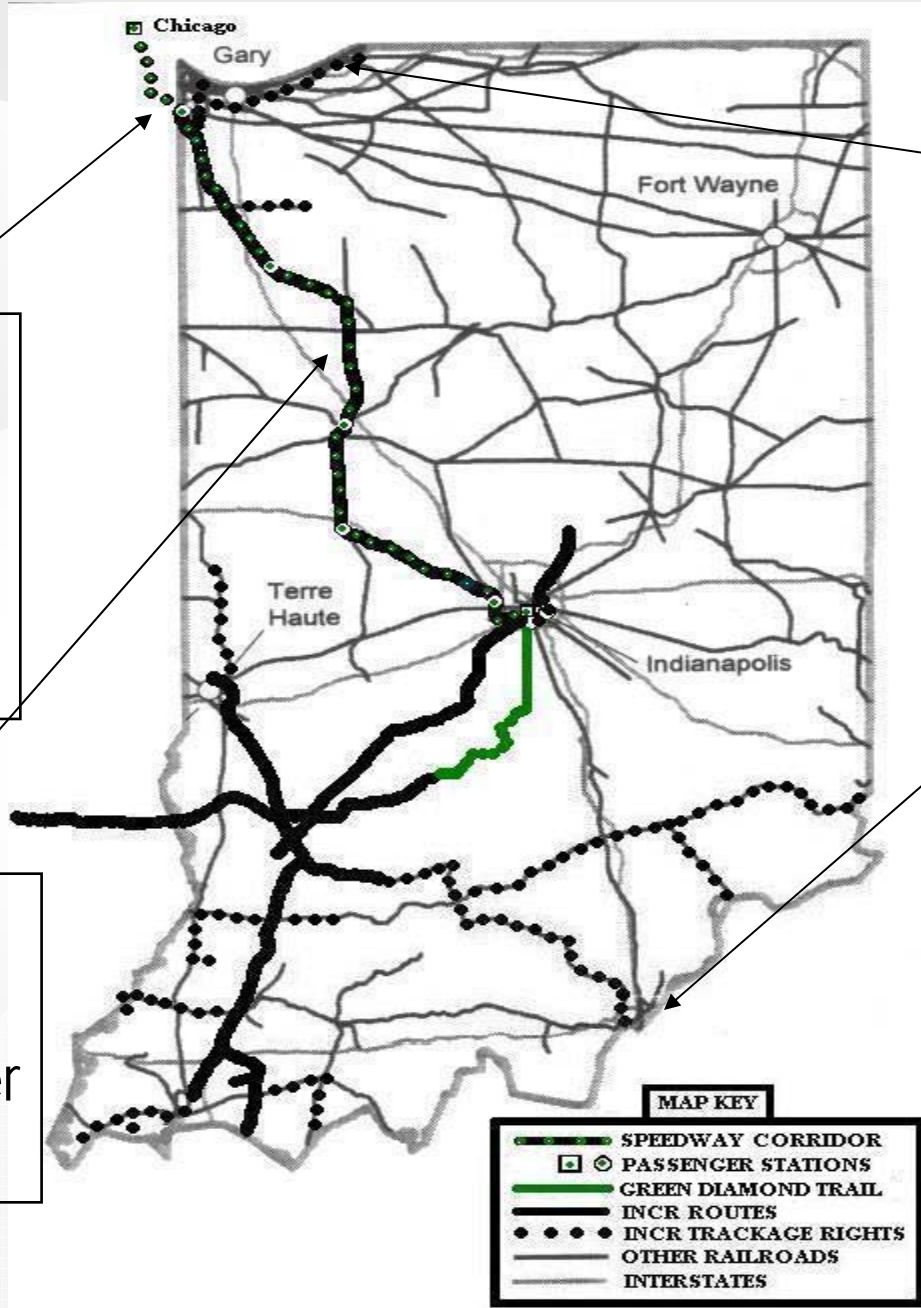 Chicago
Gary
Fort Wayne
Terre
Haute
Indianapolis
er
MAP KEY
SPEEDWAY CORRIDOR
PASSENGER STATIONS
GREEN DIAMOND TRAIL
INCR ROUTES
INCR TRACKAGE RIGHTS
OTHER RAILROADS
INTERSTATES